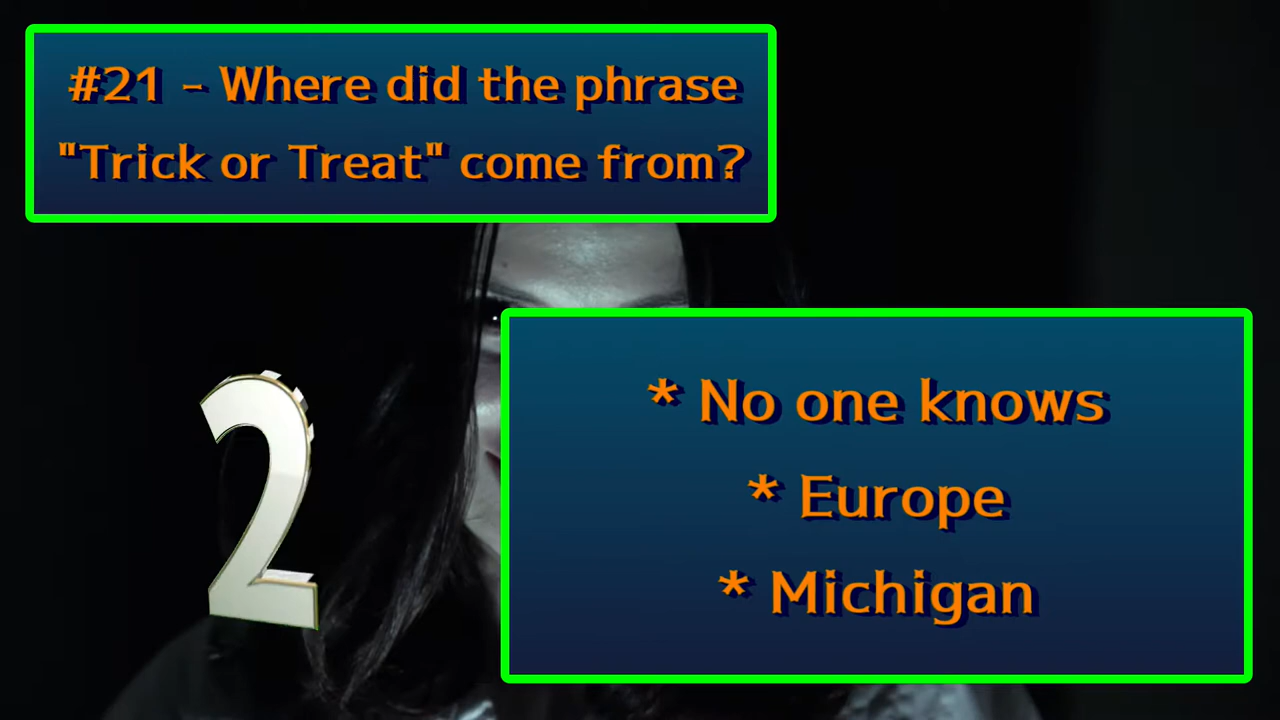 #21 - Where did the phrase
"Trick or Treat" come from?
2
* No one knows
* Europe
* Michigan